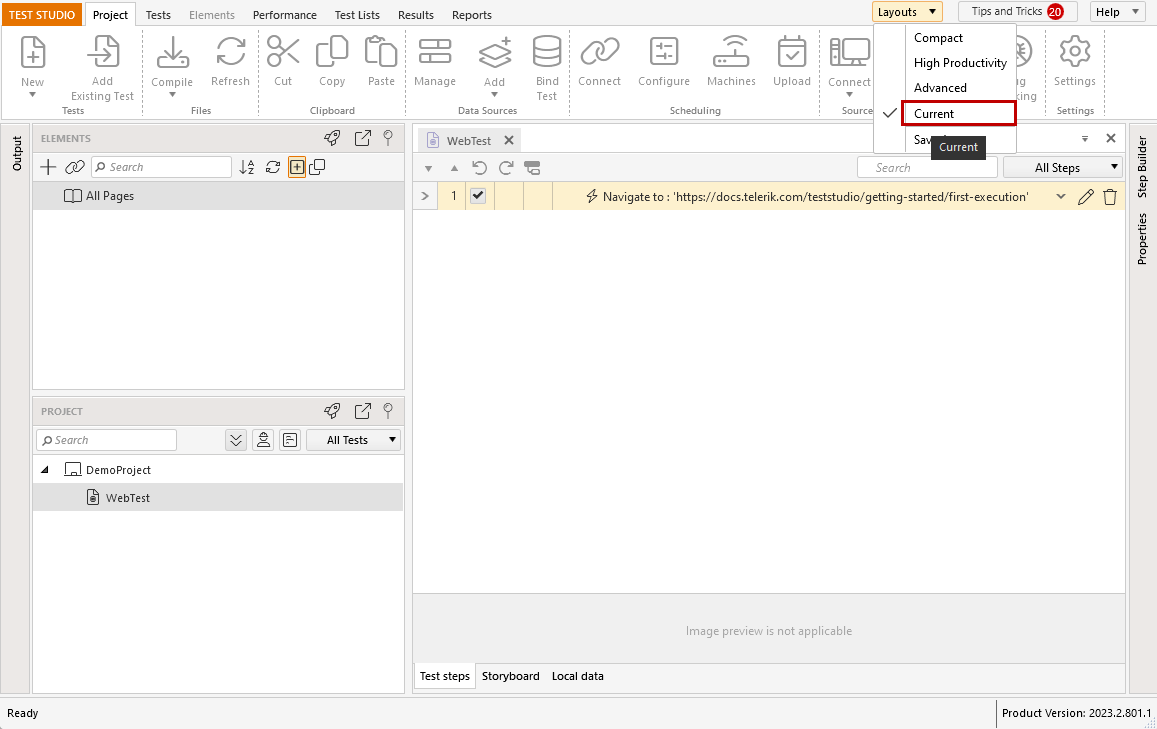 TEST STUDIO Project Tests Elements Performance Test Lists Results Reports Layouts Tips and Tricks 20 Help
New Add Existing Test Compile Refresh Cut Copy Paste Manage Add Bind Test Connect Configure Machines Upload Connect Settings
Tests Files Clipboard Data Sources Scheduling Settings
Compact
High Productivity
Advanced
Current
Current
Output
ELEMENTS
Search
All Pages
PROJECT
Search All Tests
DemoProject
WebTest
WebTest
Search All Steps
1 Navigate to : 'https://docs.telerik.com/teststudio/getting-started/first-execution'
Image preview is not applicable
Test steps Storyboard Local data
Step Builder
Properties
Ready Product Version: 2023.2.801.1